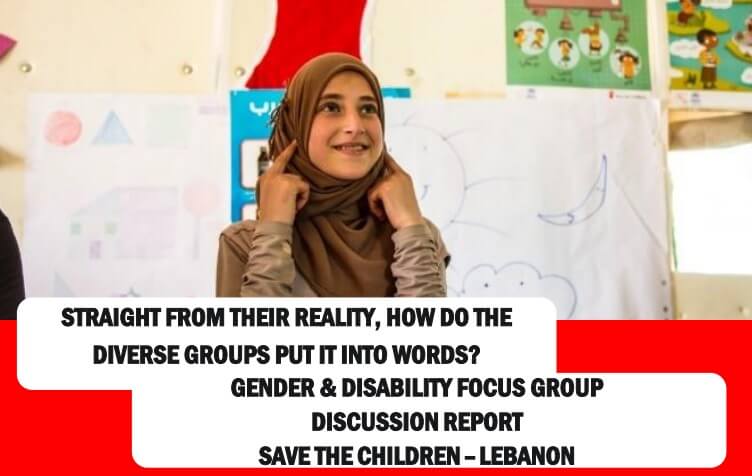 STRAIGHT FROM THEIR REALITY, HOW DO THE
DIVERSE GROUPS PUT IT INTO WORDS?
GENDER & DISABILITY FOCUS GROUP
DISCUSSION REPORT
SAVE THE CHILDREN – LEBANON